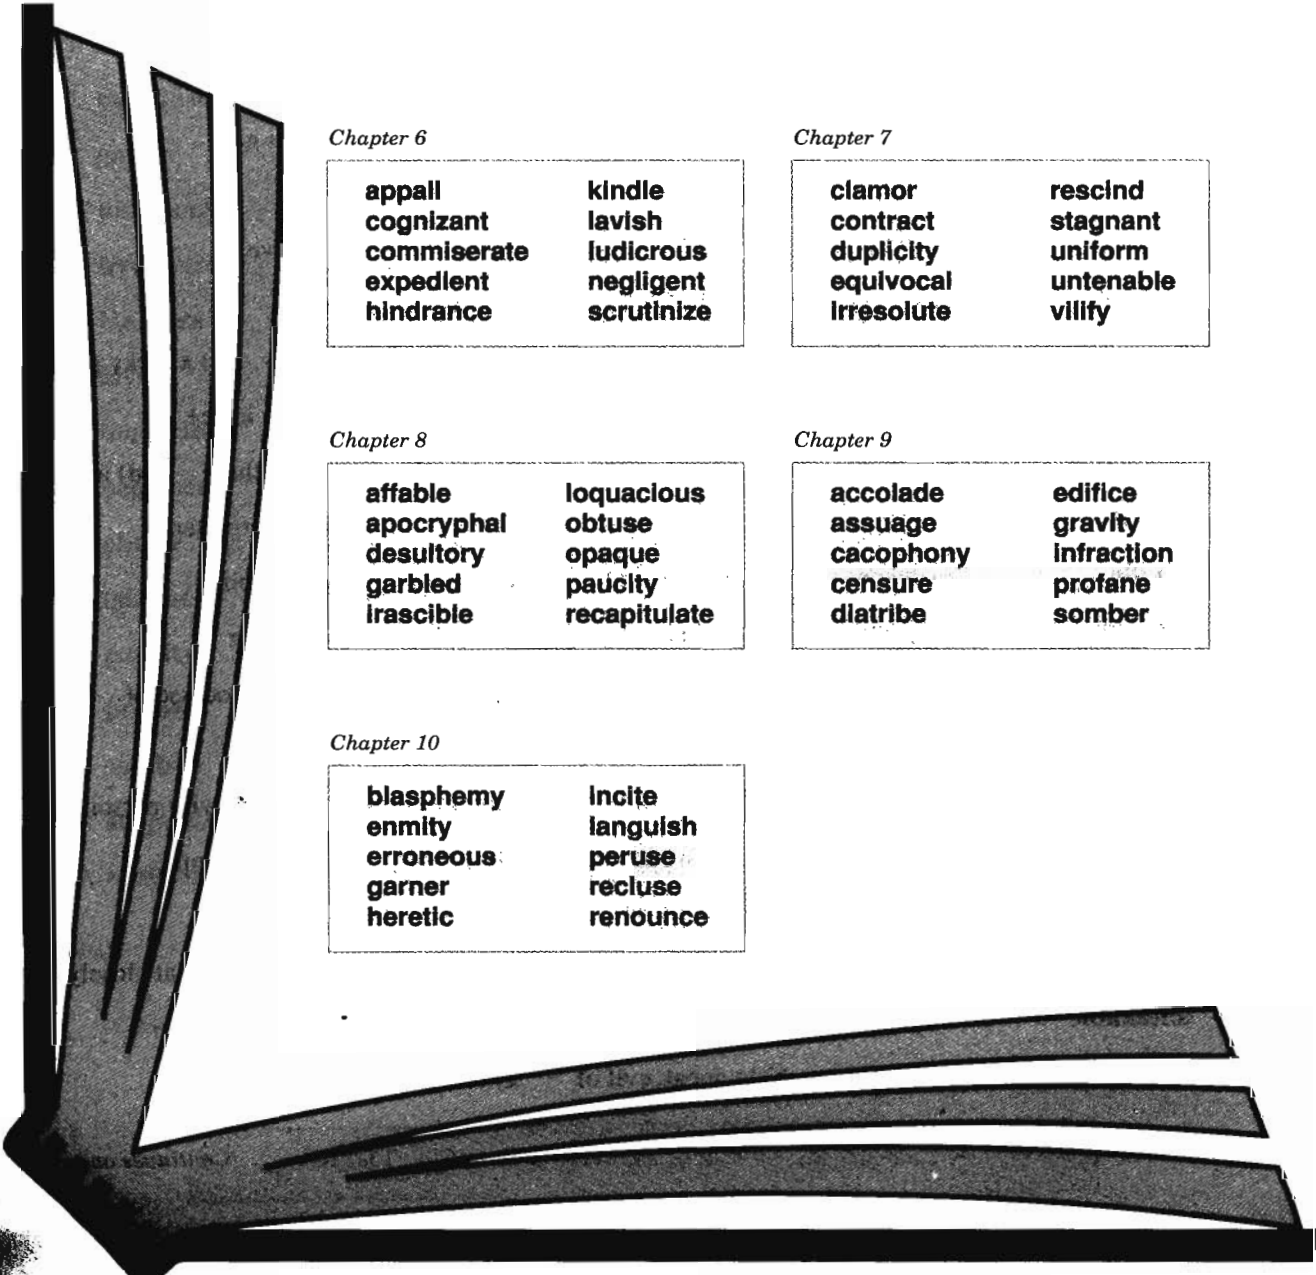 Chapter 6
appall kindle
cognizant lavish
commiserate ludicrous
expedient negligent
hindrance scrutinize
Chapter 7
clamor rescind
contract stagnant
duplicity uniform
equivocal untenable
irresolute vilify
Chapter 8
affable loquacious
apocryphal obtuse
desultory opaque
garbled paucity
irascible recapitulate
Chapter 9
accolade edifice
assuage gravity
cacophony infraction
censure profane
diatribe somber
Chapter 10
blasphemy incite
enmity languish
erroneous peruse
garner recluse
heretic renounce